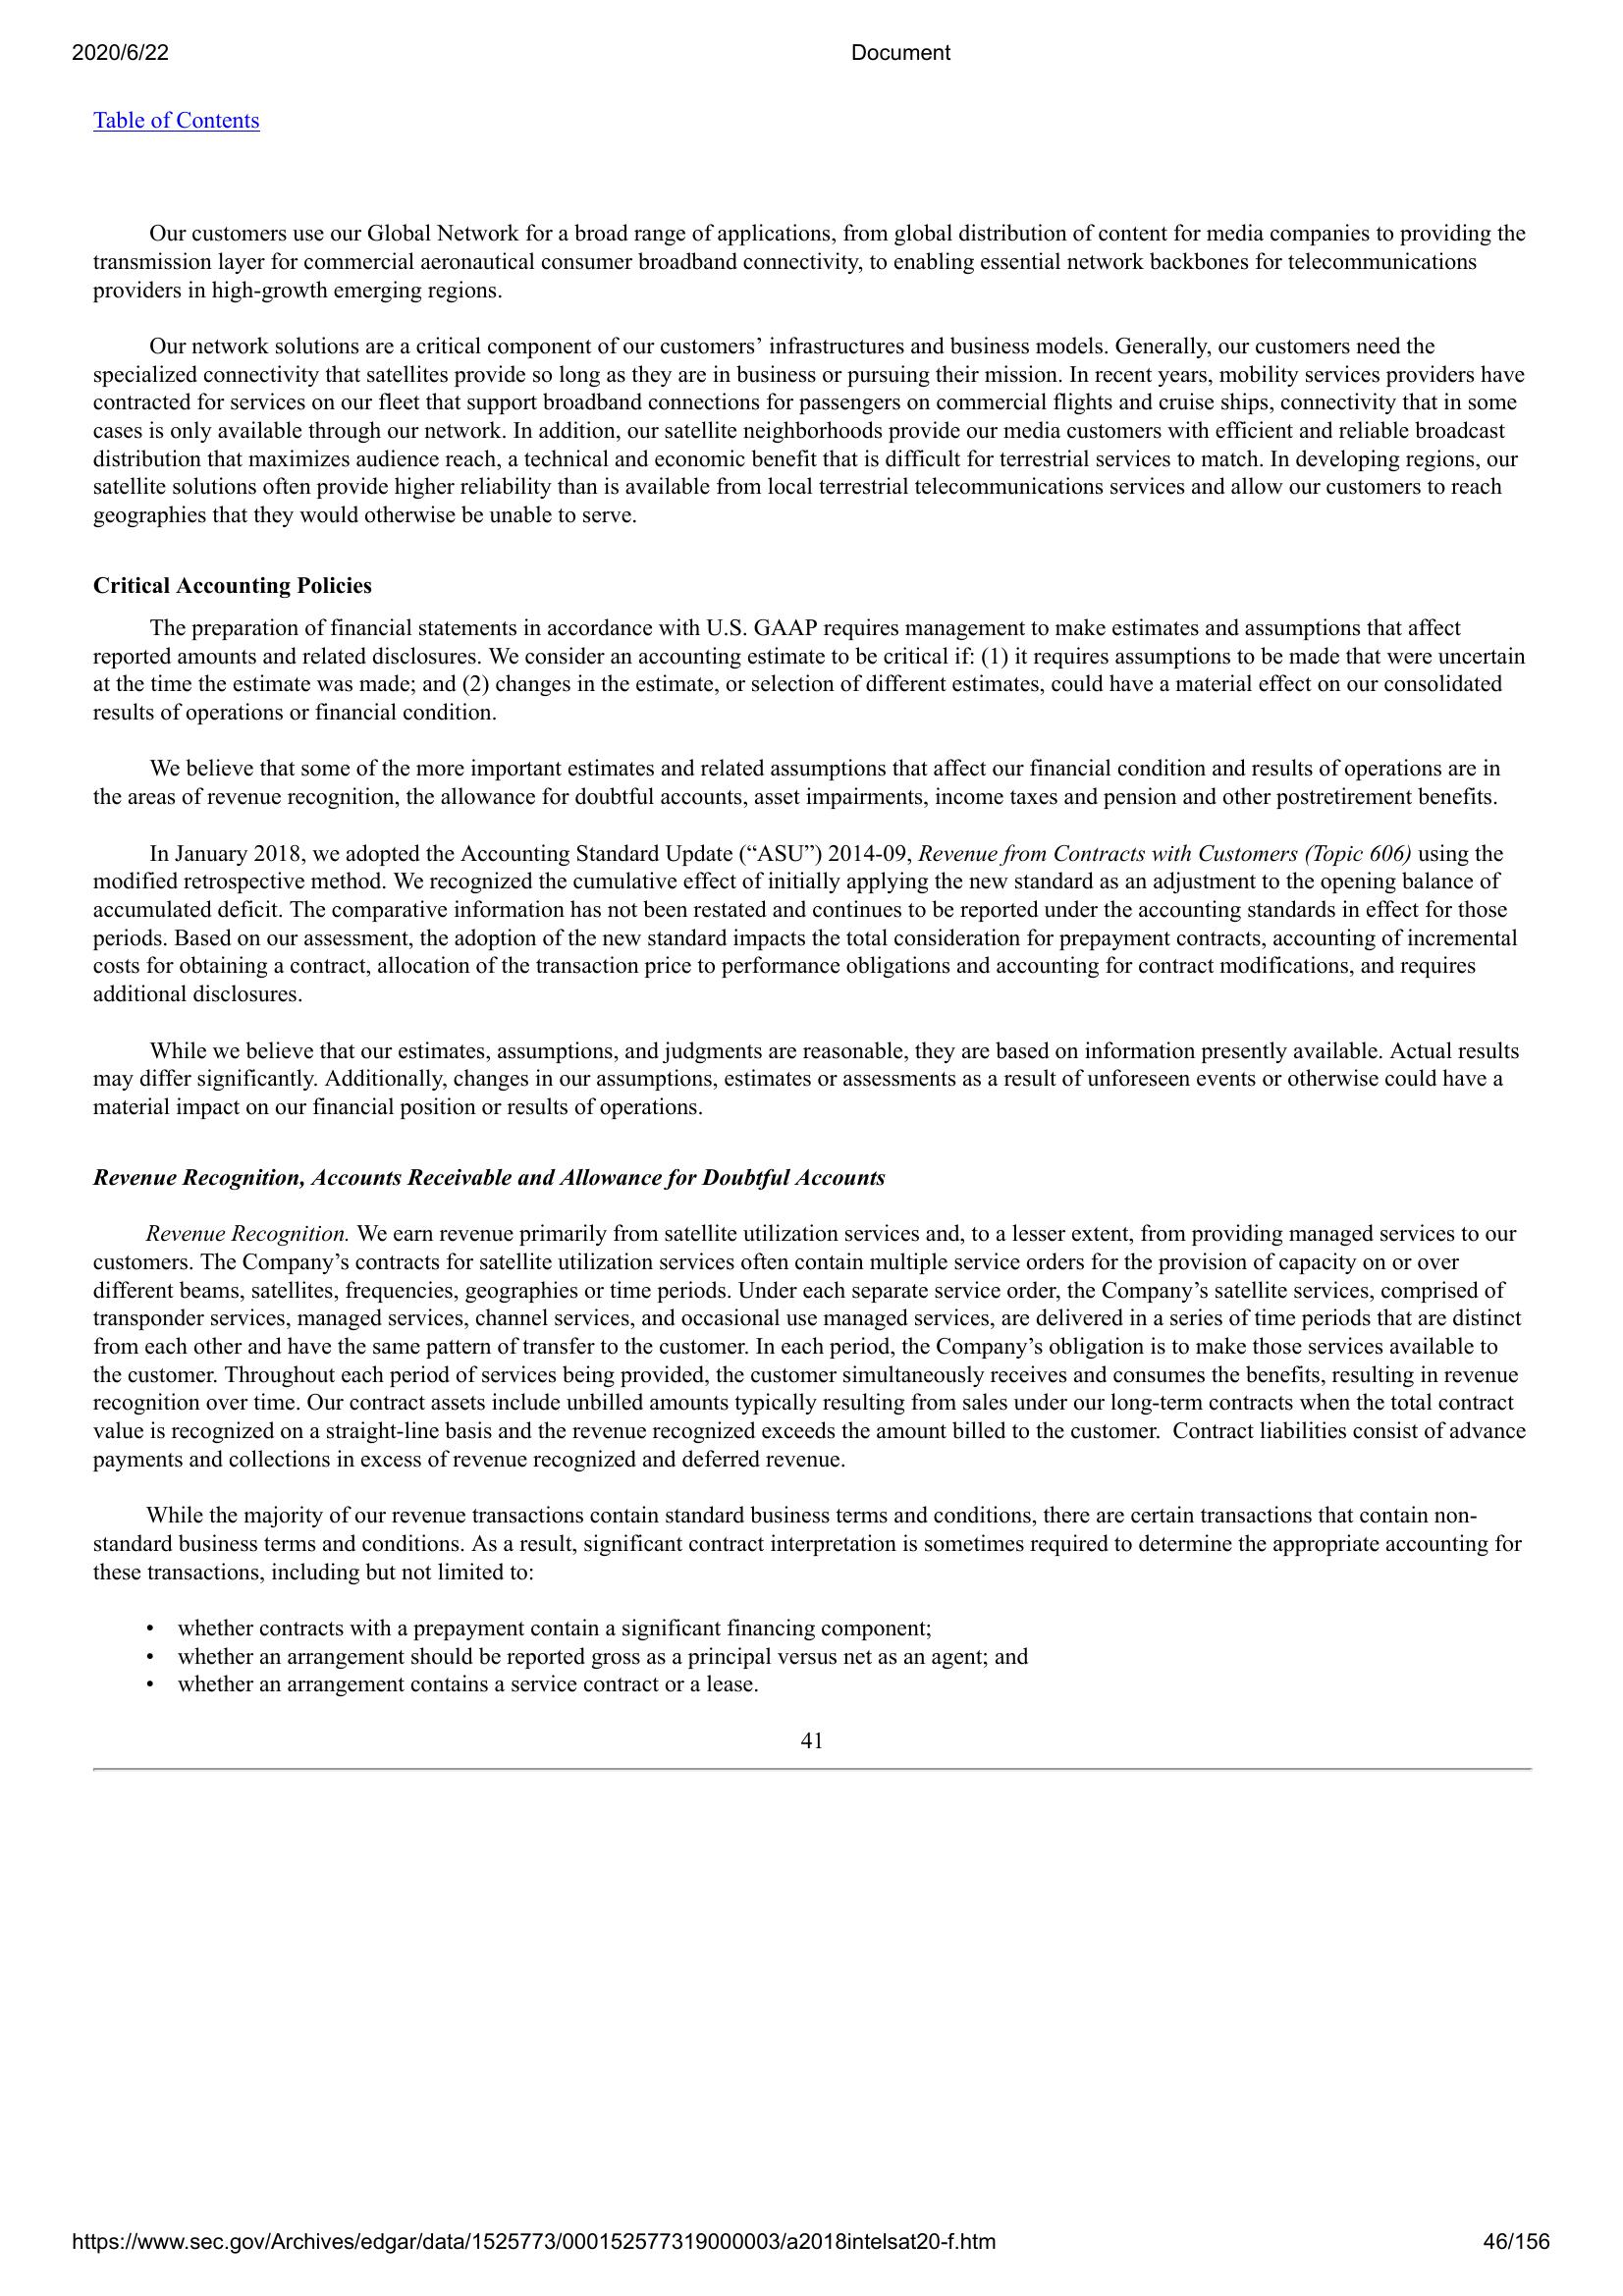 2020/6/22 Document
Table of Contents
Our customers use our Global Network for a broad range of applications, from global distribution of content for media companies to providing the
transmission layer for commercial aeronautical consumer broadband connectivity, to enabling essential network backbones for telecommunications
providers in high-growth emerging regions.
Our network solutions are a critical component of our customers’ infrastructures and business models. Generally, our customers need the
specialized connectivity that satellites provide so long as they are in business or pursuing their mission. In recent years, mobility services providers have
contracted for services on our fleet that support broadband connections for passengers on commercial flights and cruise ships, connectivity that in some
cases is only available through our network. In addition, our satellite neighborhoods provide our media customers with efficient and reliable broadcast
distribution that maximizes audience reach, a technical and economic benefit that is difficult for terrestrial services to match. In developing regions, our
satellite solutions often provide higher reliability than is available from local terrestrial telecommunications services and allow our customers to reach
geographies that they would otherwise be unable to serve.
Critical Accounting Policies
The preparation of financial statements in accordance with U.S. GAAP requires management to make estimates and assumptions that affect
reported amounts and related disclosures. We consider an accounting estimate to be critical if: (1) it requires assumptions to be made that were uncertain
at the time the estimate was made; and (2) changes in the estimate, or selection of different estimates, could have a material effect on our consolidated
results of operations or financial condition.
We believe that some of the more important estimates and related assumptions that affect our financial condition and results of operations are in
the areas of revenue recognition, the allowance for doubtful accounts, asset impairments, income taxes and pension and other postretirement benefits.
In January 2018, we adopted the Accounting Standard Update (“ASU”) 2014-09, Revenue from Contracts with Customers (Topic 606) using the
modified retrospective method. We recognized the cumulative effect of initially applying the new standard as an adjustment to the opening balance of
accumulated deficit. The comparative information has not been restated and continues to be reported under the accounting standards in effect for those
periods. Based on our assessment, the adoption of the new standard impacts the total consideration for prepayment contracts, accounting of incremental
costs for obtaining a contract, allocation of the transaction price to performance obligations and accounting for contract modifications, and requires
additional disclosures.
While we believe that our estimates, assumptions, and judgments are reasonable, they are based on information presently available. Actual results
may differ significantly. Additionally, changes in our assumptions, estimates or assessments as a result of unforeseen events or otherwise could have a
material impact on our financial position or results of operations.
Revenue Recognition, Accounts Receivable and Allowance for Doubtful Accounts
Revenue Recognition. We earn revenue primarily from satellite utilization services and, to a lesser extent, from providing managed services to our
customers. The Company’s contracts for satellite utilization services often contain multiple service orders for the provision of capacity on or over
different beams, satellites, frequencies, geographies or time periods. Under each separate service order, the Company’s satellite services, comprised of
transponder services, managed services, channel services, and occasional use managed services, are delivered in a series of time periods that are distinct
from each other and have the same pattern of transfer to the customer. In each period, the Company’s obligation is to make those services available to
the customer. Throughout each period of services being provided, the customer simultaneously receives and consumes the benefits, resulting in revenue
recognition over time. Our contract assets include unbilled amounts typically resulting from sales under our long-term contracts when the total contract
value is recognized on a straight-line basis and the revenue recognized exceeds the amount billed to the customer. Contract liabilities consist of advance
payments and collections in excess of revenue recognized and deferred revenue.
While the majority of our revenue transactions contain standard business terms and conditions, there are certain transactions that contain non-
standard business terms and conditions. As a result, significant contract interpretation is sometimes required to determine the appropriate accounting for
these transactions, including but not limited to:
• whether contracts with a prepayment contain a significant financing component;
• whether an arrangement should be reported gross as a principal versus net as an agent; and
• whether an arrangement contains a service contract or a lease.
41
https://www.sec.gov/Archives/edgar/data/1525773/000152577319000003/a2018intelsat20-f.htm 46/156